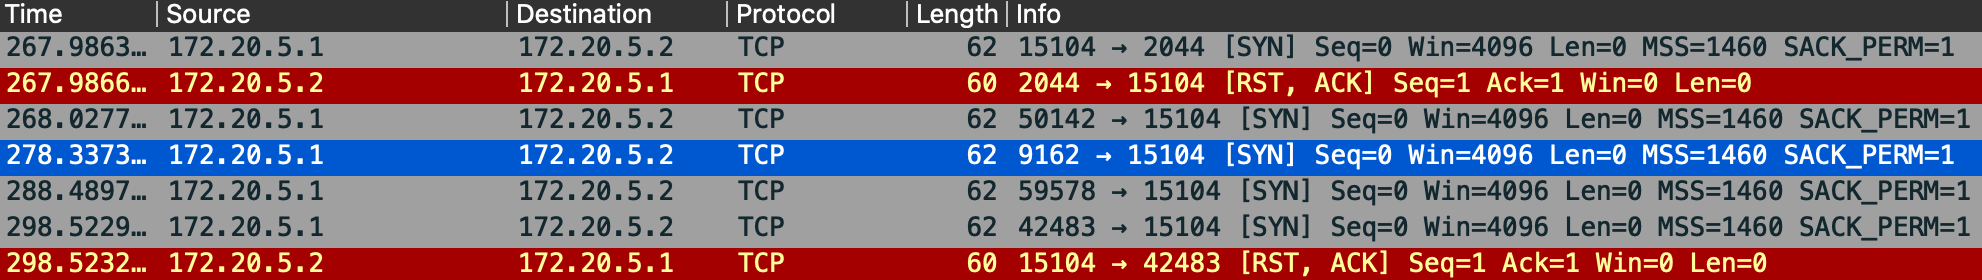 Time Source Destination Protocol Length Info
267.9863… 172.20.5.1 172.20.5.2 TCP 62 15104 → 2044 [SYN] Seq=0 Win=4096 Len=0 MSS=1460 SACK_PERM=1
267.9866… 172.20.5.2 172.20.5.1 TCP 60 2044 → 15104 [RST, ACK] Seq=1 Ack=1 Win=0 Len=0
268.0277… 172.20.5.1 172.20.5.2 TCP 62 50142 → 15104 [SYN] Seq=0 Win=4096 Len=0 MSS=1460 SACK_PERM=1
278.3373… 172.20.5.1 172.20.5.2 TCP 62 9162 → 15104 [SYN] Seq=0 Win=4096 Len=0 MSS=1460 SACK_PERM=1
288.4897… 172.20.5.1 172.20.5.2 TCP 62 59578 → 15104 [SYN] Seq=0 Win=4096 Len=0 MSS=1460 SACK_PERM=1
298.5229… 172.20.5.1 172.20.5.2 TCP 62 42483 → 15104 [SYN] Seq=0 Win=4096 Len=0 MSS=1460 SACK_PERM=1
298.5232… 172.20.5.2 172.20.5.1 TCP 60 15104 → 42483 [RST, ACK] Seq=1 Ack=1 Win=0 Len=0